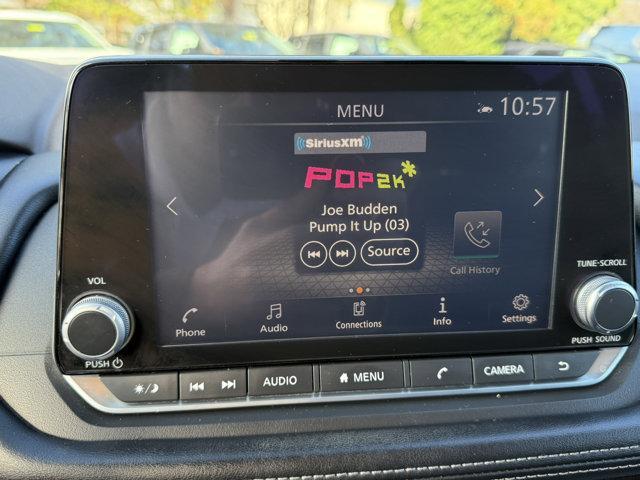 MENU
10:57
SiriusXM
POP2K*
Joe Budden
Pump It Up (03)
Source
Call History
Phone
Audio
Connections
Info
Settings
VOL
PUSH
TUNE·SCROLL
PUSH SOUND
AUDIO
MENU
CAMERA